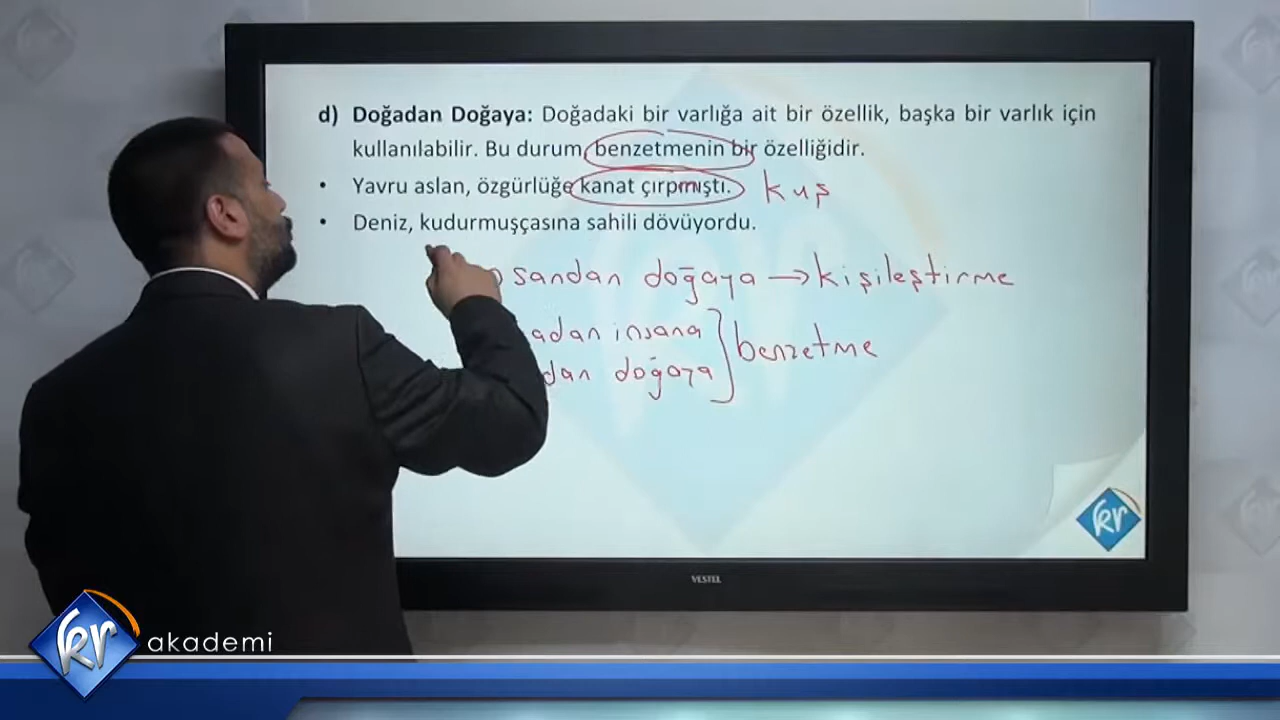 d) Doğadan Doğaya: Doğadaki bir varlığa ait bir özellik, başka bir varlık için
kullanılabilir. Bu durum, benzetmenin bir özelliğidir.
• Yavru aslan, özgürlüğe kanat çırpmıştı. kuş
• Deniz, kudurmuşçasına sahili dövüyordu.
sandan doğaya → kişileştirme
adan insana
dan doğaya
benzetme
kr
VESTEL
kr akademi